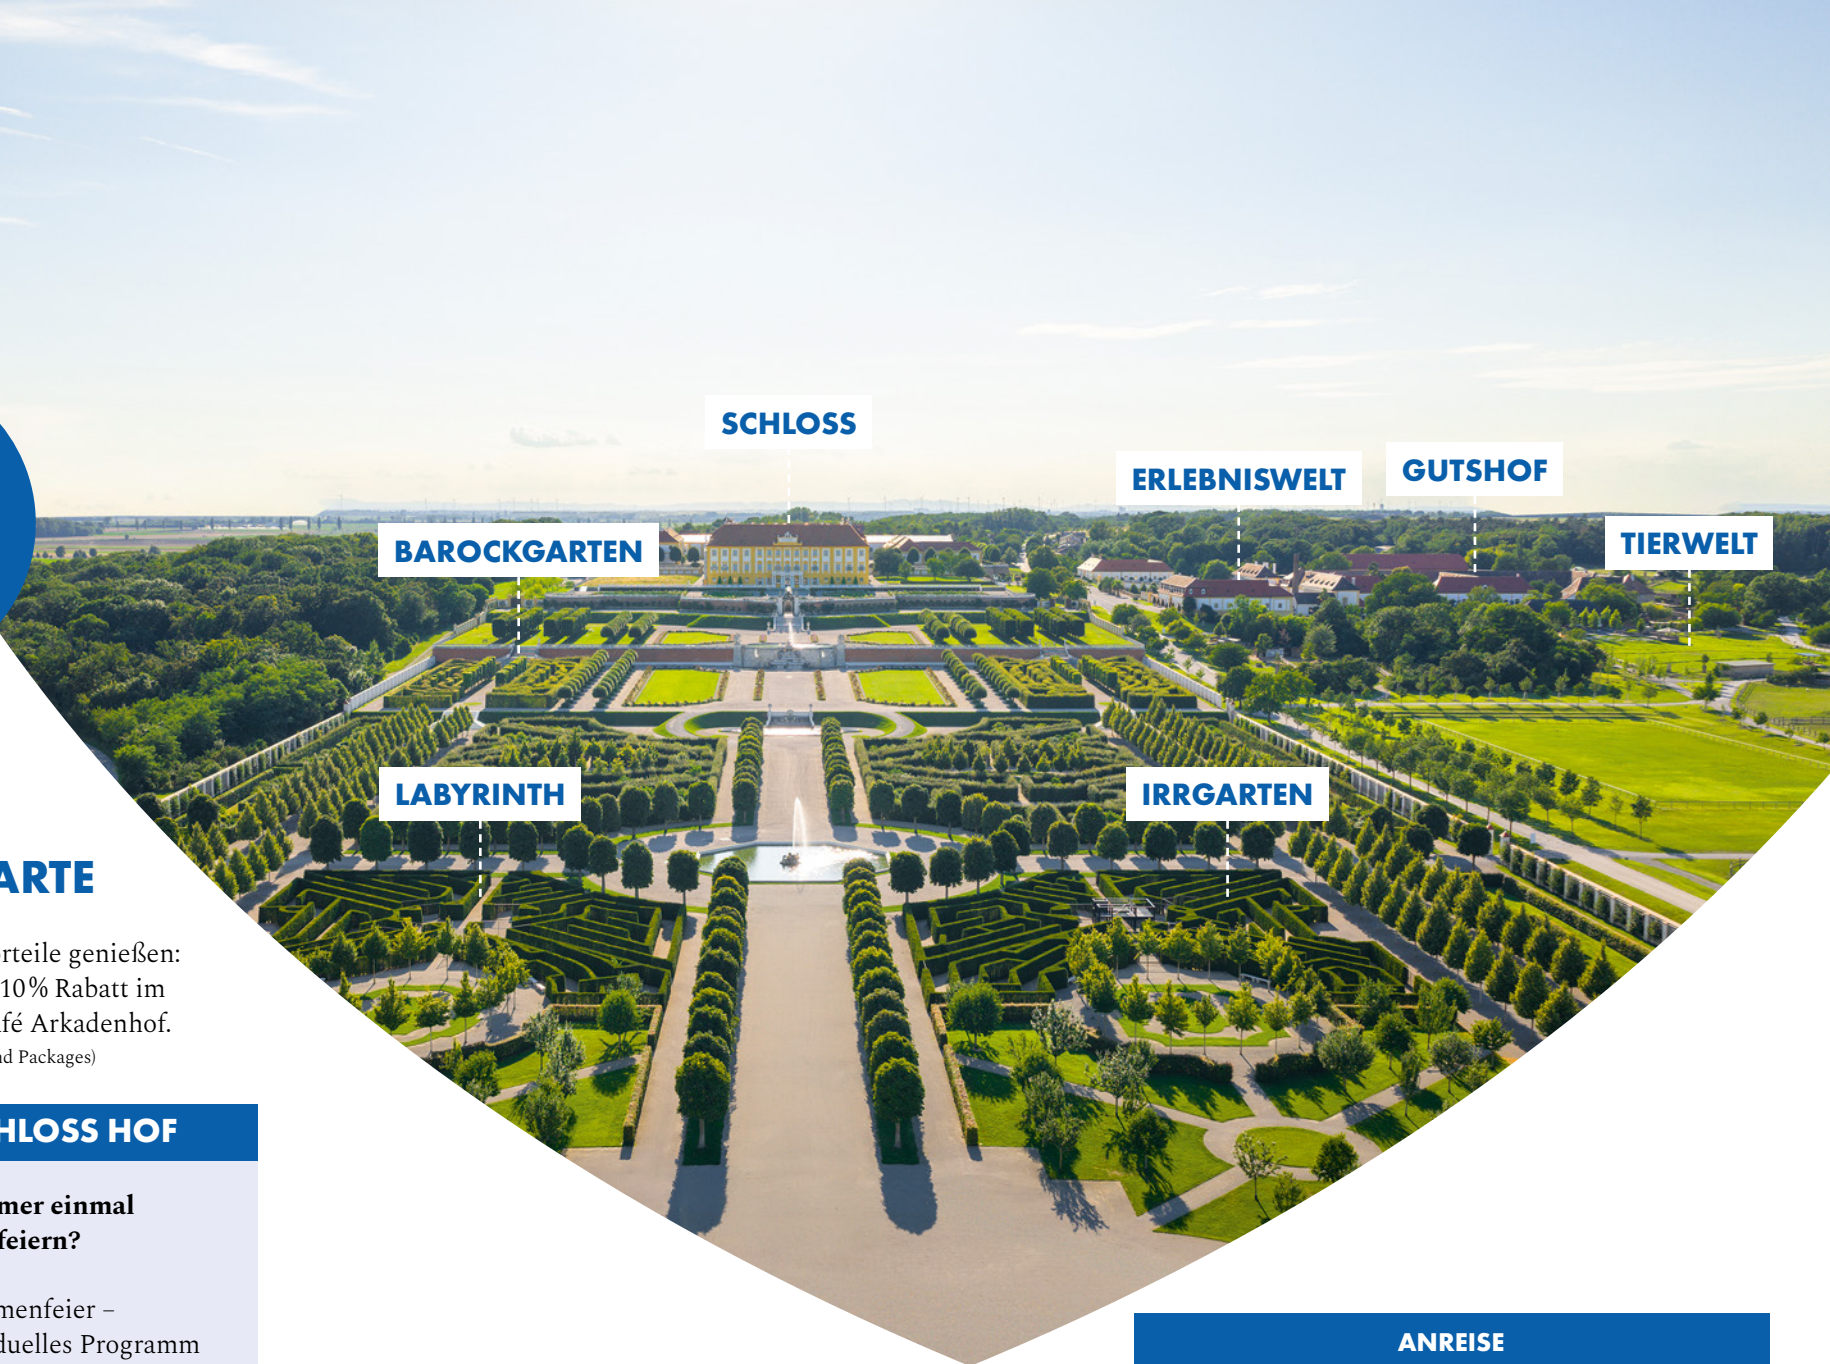 SCHLOSS
ERLEBNISWELT
GUTSHOF
BAROCKGARTEN
TIERWELT
LABYRINTH
IRRGARTEN
ARTE
rteile genießen:
10% Rabatt im
fé Arkadenhof.
d Packages)
HLOSS HOF
mer einmal
feiern?
menfeier –
duelles Programm
ANREISE